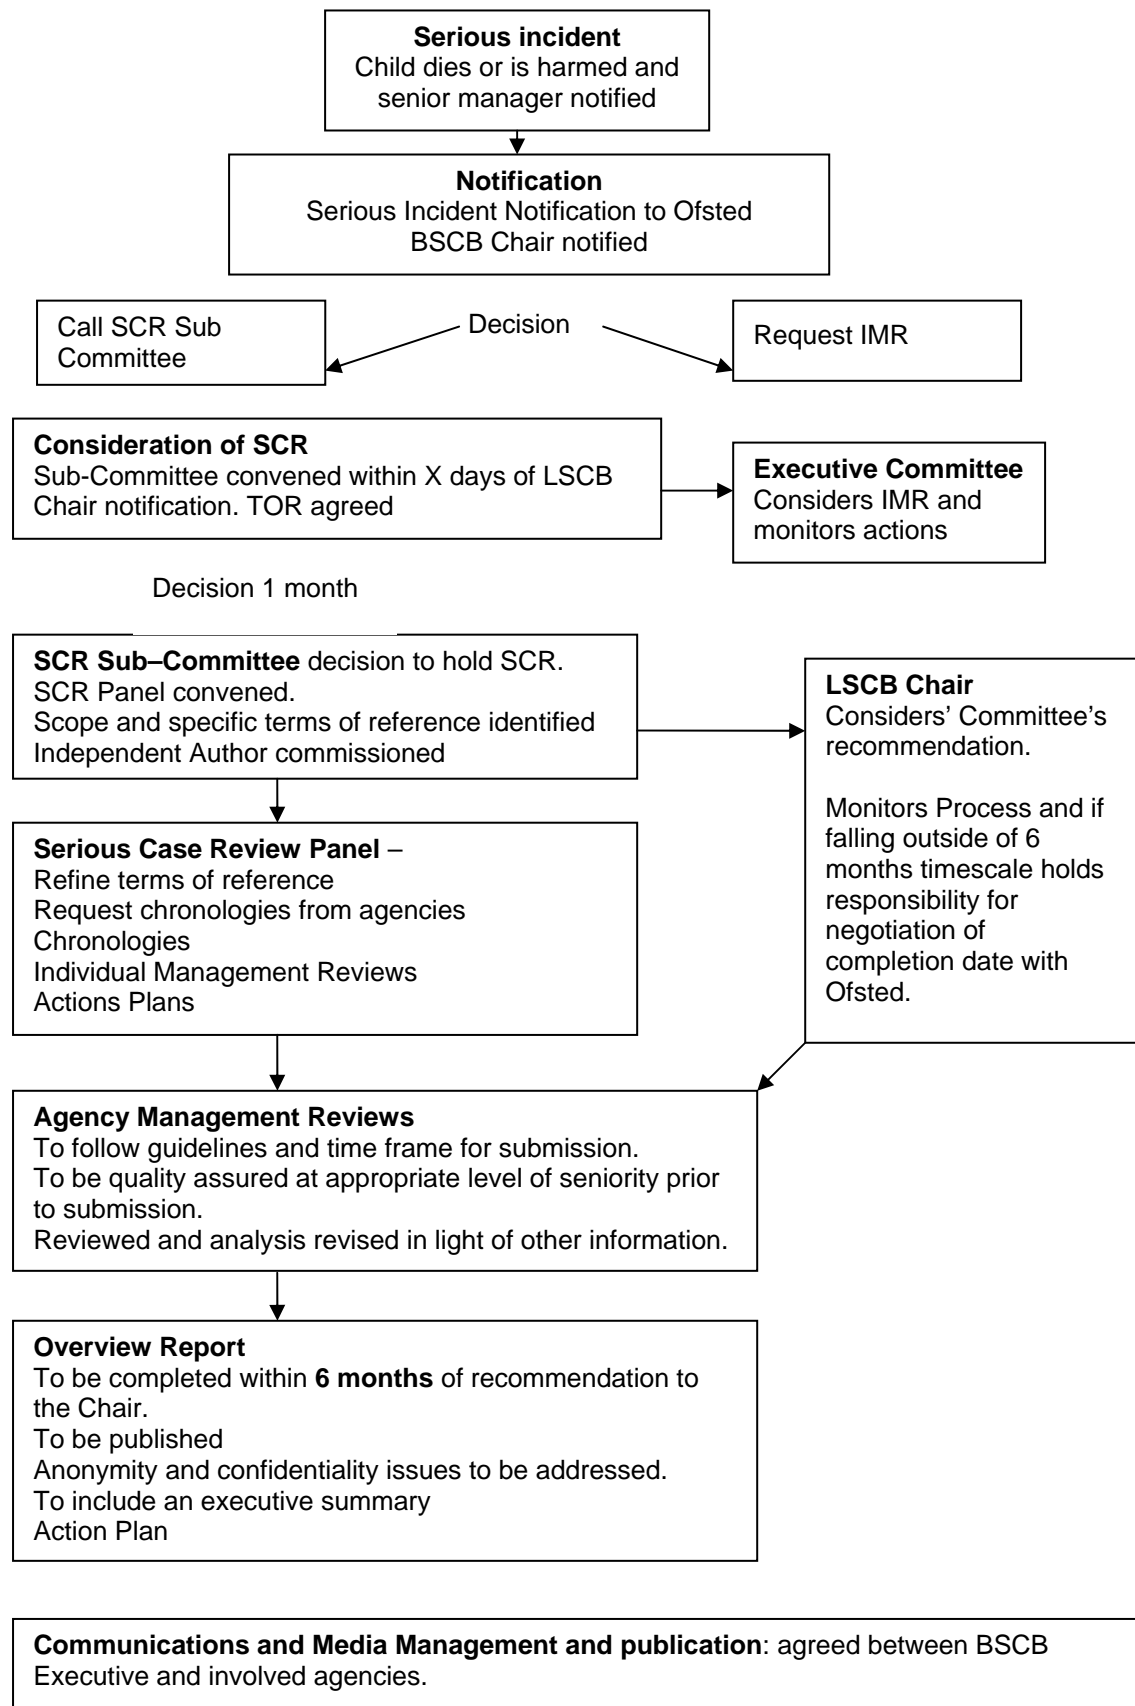 Serious incident
Child dies or is harmed and
senior manager notified
Notification
Serious Incident Notification to Ofsted
BSCB Chair notified
Call SCR Sub
Committee
Decision
Request IMR
Consideration of SCR
Sub-Committee convened within X days of LSCB
Chair notification. TOR agreed
Executive Committee
Considers IMR and
monitors actions
Decision 1 month
SCR Sub–Committee decision to hold SCR.
SCR Panel convened.
Scope and specific terms of reference identified
Independent Author commissioned
LSCB Chair
Considers’ Committee’s
recommendation.
Monitors Process and if
falling outside of 6
months timescale holds
responsibility for
negotiation of
completion date with
Ofsted.
Serious Case Review Panel –
Refine terms of reference
Request chronologies from agencies
Chronologies
Individual Management Reviews
Actions Plans
Agency Management Reviews
To follow guidelines and time frame for submission.
To be quality assured at appropriate level of seniority prior
to submission.
Reviewed and analysis revised in light of other information.
Overview Report
To be completed within 6 months of recommendation to
the Chair.
To be published
Anonymity and confidentiality issues to be addressed.
To include an executive summary
Action Plan
Communications and Media Management and publication: agreed between BSCB
Executive and involved agencies.